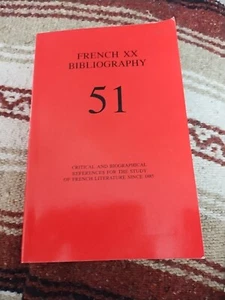 FRENCH XX
BIBLIOGRAPHY
51
CRITICAL AND BIOGRAPHICAL
REFERENCES FOR THE STUDY
OF FRENCH LITERATURE SINCE 1885